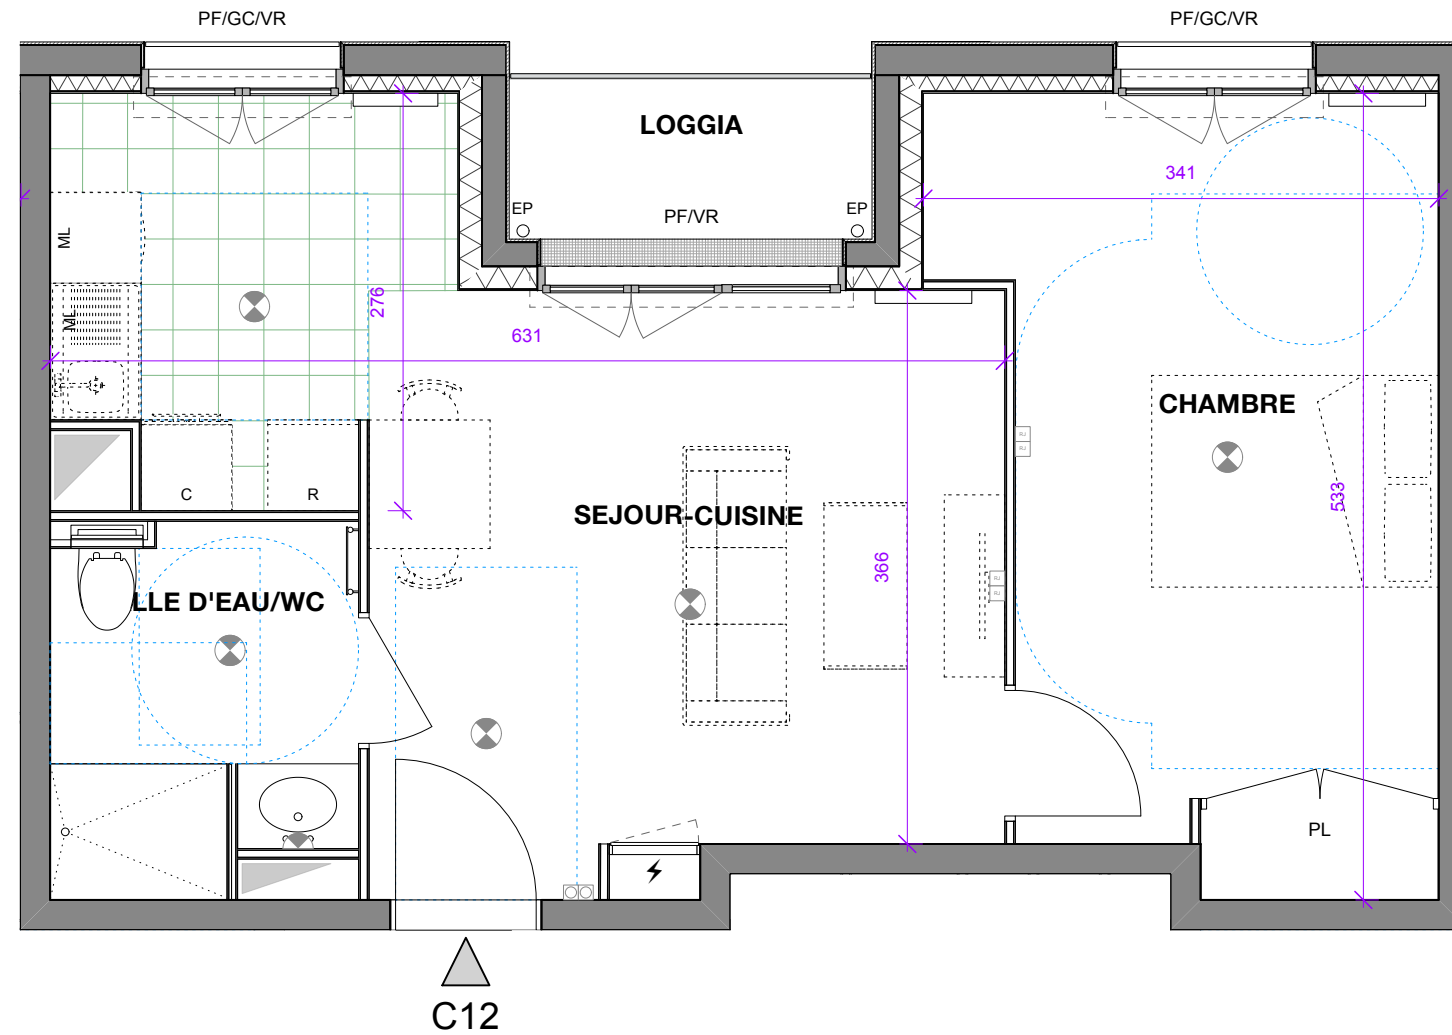 PF/GC/VR
PF/GC/VR
LOGGIA
341
EP
PF/VR
EP
ML
276
631
ML
CHAMBRE
C
R
SEJOUR-CUISINE
533
366
LLE D'EAU/WC
PL
C12